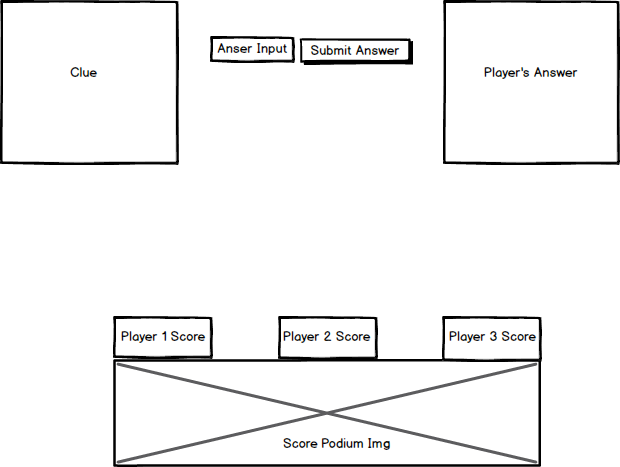 Clue
Anser Input
Submit Answer
Player's Answer
Player 1 Score
Player 2 Score
Player 3 Score
Score Podium Img